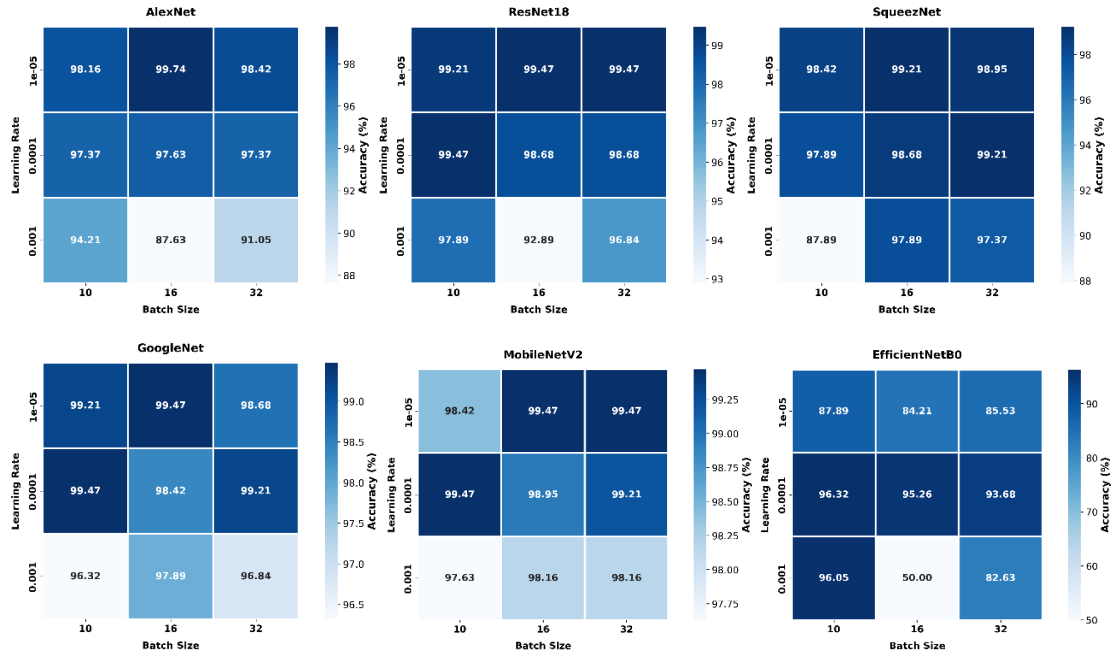 AlexNet
98.16 99.74 98.42
97.37 97.63 97.37
94.21 87.63 91.05
1e-05
0.0001
0.001
Learning Rate
10 16 32
Batch Size
98
96
94
92
90
88
Accuracy (%)
ResNet18
99.21 99.47 99.47
99.47 98.68 98.68
97.89 92.89 96.84
1e-05
0.0001
0.001
Learning Rate
10 16 32
Batch Size
99
98
97
96
95
94
93
Accuracy (%)
SqueezNet
98.42 99.21 98.95
97.89 98.68 99.21
87.89 97.89 97.37
1e-05
0.0001
0.001
Learning Rate
10 16 32
Batch Size
98
96
94
92
90
88
Accuracy (%)
GoogleNet
99.21 99.47 98.68
99.47 98.42 99.21
96.32 97.89 96.84
1e-05
0.0001
0.001
Learning Rate
10 16 32
Batch Size
99.0
98.5
98.0
97.5
97.0
96.5
Accuracy (%)
MobileNetV2
98.42 99.47 99.47
99.47 98.95 99.21
97.63 98.16 98.16
1e-05
0.0001
0.001
Learning Rate
10 16 32
Batch Size
99.25
99.00
98.75
98.50
98.25
98.00
97.75
Accuracy (%)
EfficientNetB0
87.89 84.21 85.53
96.32 95.26 93.68
96.05 50.00 82.63
1e-05
0.0001
0.001
Learning Rate
10 16 32
Batch Size
90
80
70
60
50
Accuracy (%)